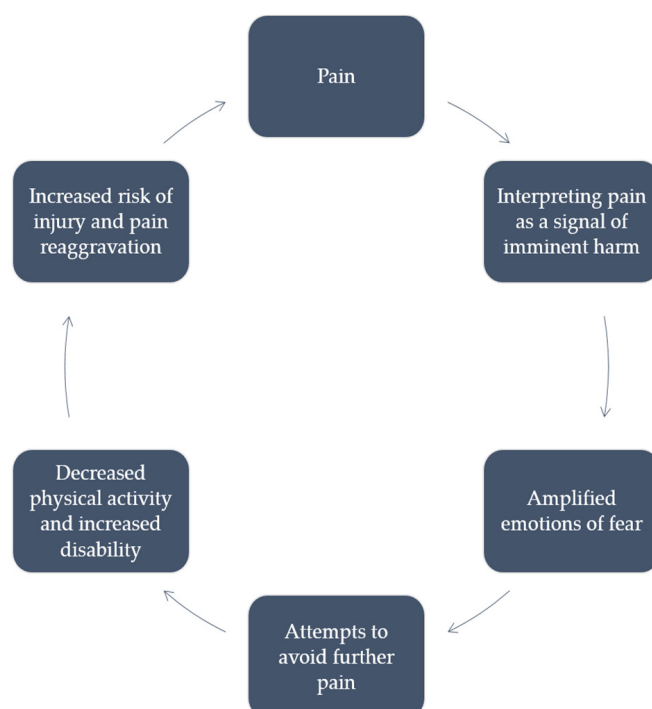 Pain
Interpreting pain
as a signal of
imminent harm
Amplified
emotions of fear
Attempts to
avoid further
pain
Decreased
physical activity
and increased
disability
Increased risk of
injury and pain
reaggravation